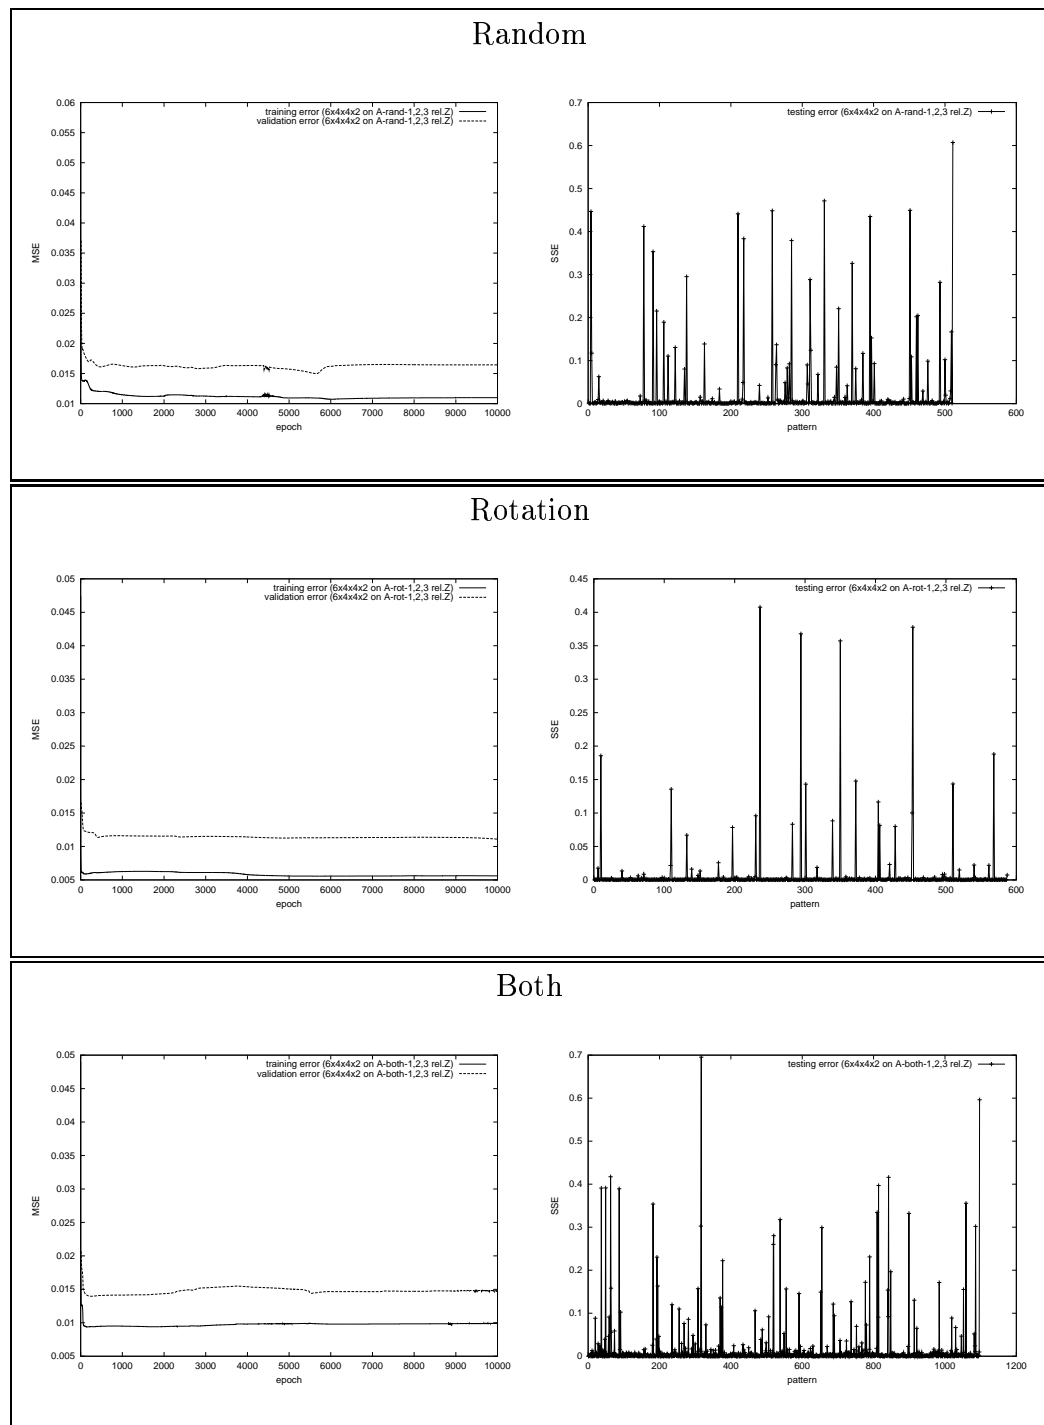 Random
0.06
0.055
0.05
0.045
0.04
0.035
0.03
0.025
0.02
0.015
0.01
MSE
training error (6x4x4x2 on A-rand-1,2,3 rel.Z)
validation error (6x4x4x2 on A-rand-1,2,3 rel.Z)
0 1000 2000 3000 4000 5000 6000 7000 8000 9000 10000
epoch
0.7
0.6
0.5
0.4
0.3
0.2
0.1
0
SSE
testing error (6x4x4x2 on A-rand-1,2,3 rel.Z)
0 100 200 300 400 500 600
pattern
Rotation
0.05
0.045
0.04
0.035
0.03
0.025
0.02
0.015
0.01
0.005
MSE
training error (6x4x4x2 on A-rot-1,2,3 rel.Z)
validation error (6x4x4x2 on A-rot-1,2,3 rel.Z)
0 1000 2000 3000 4000 5000 6000 7000 8000 9000 10000
epoch
0.45
0.4
0.35
0.3
0.25
0.2
0.15
0.1
0.05
0
SSE
testing error (6x4x4x2 on A-rot-1,2,3 rel.Z)
0 100 200 300 400 500 600
pattern
Both
0.05
0.045
0.04
0.035
0.03
0.025
0.02
0.015
0.01
0.005
MSE
training error (6x4x4x2 on A-both-1,2,3 rel.Z)
validation error (6x4x4x2 on A-both-1,2,3 rel.Z)
0 1000 2000 3000 4000 5000 6000 7000 8000 9000 10000
epoch
0.7
0.6
0.5
0.4
0.3
0.2
0.1
0
SSE
testing error (6x4x4x2 on A-both-1,2,3 rel.Z)
0 200 400 600 800 1000 1200
pattern